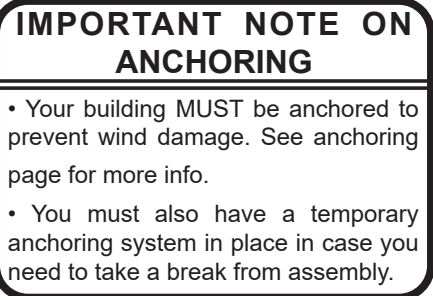 IMPORTANT NOTE ON
ANCHORING
• Your building MUST be anchored to
prevent wind damage. See anchoring
page for more info.
• You must also have a temporary
anchoring system in place in case you
need to take a break from assembly.